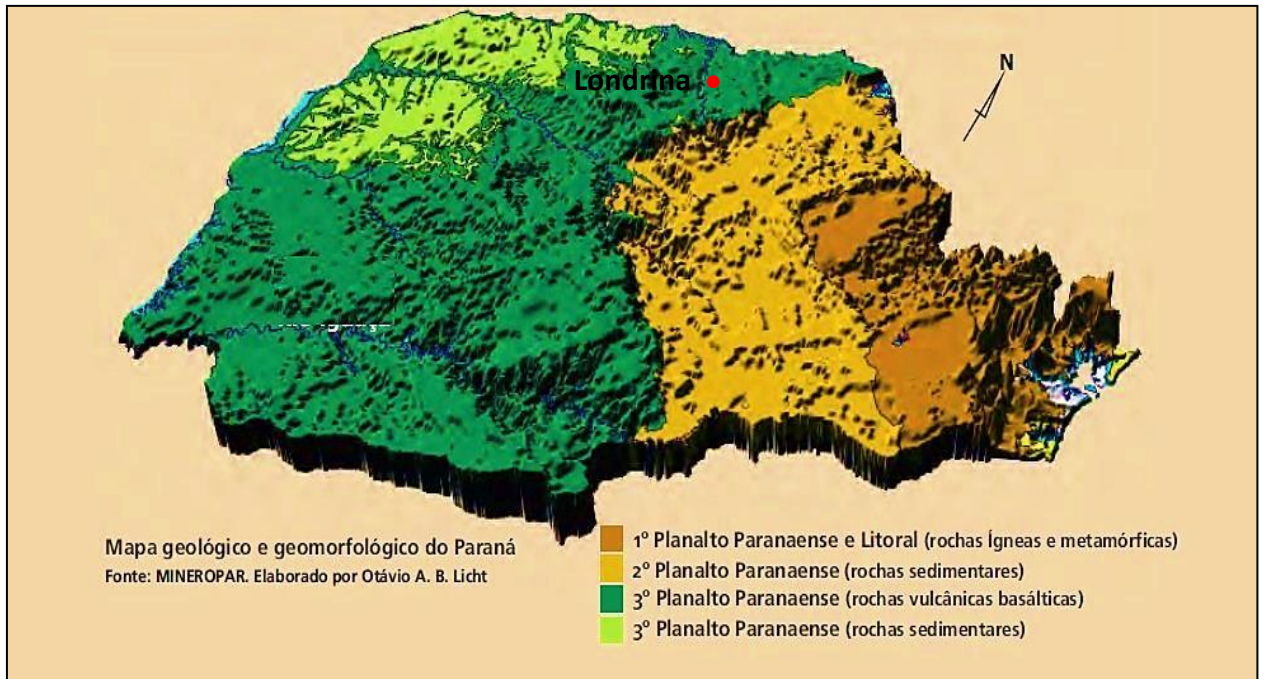 Londrina
N
Mapa geológico e geomorfológico do Paraná
Fonte: MINEROPAR. Elaborado por Otávio A. B. Licht
1º Planalto Paranaense e Litoral (rochas Ígneas e metamórficas)
2º Planalto Paranaense (rochas sedimentares)
3º Planalto Paranaense (rochas vulcânicas basálticas)
3º Planalto Paranaense (rochas sedimentares)